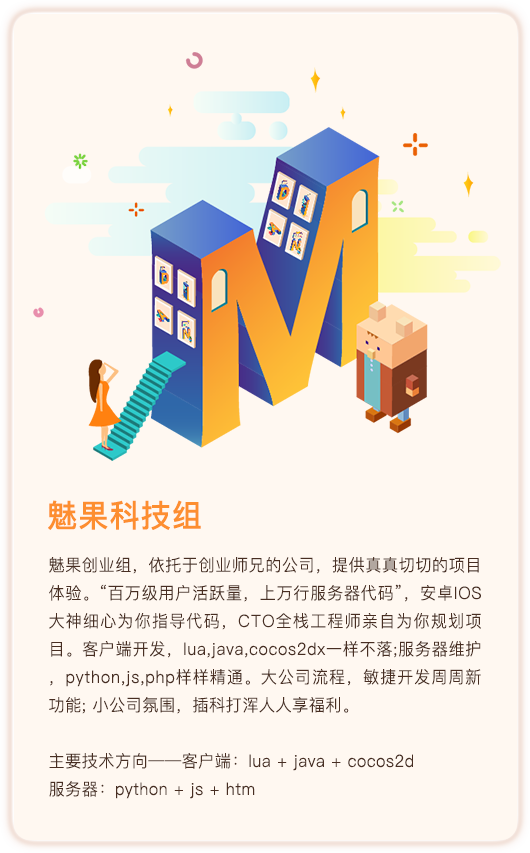 魅果科技组
魅果创业组，依托于创业师兄的公司，提供真真切切的项目
体验。“百万级用户活跃量，上万行服务器代码”，安卓IOS
大神细心为你指导代码，CTO全栈工程师亲自为你规划项
目。客户端开发，lua,java,cocos2dx一样不落;服务器维护
，python,js,php样样精通。大公司流程，敏捷开发周周新
功能; 小公司氛围，插科打浑人人享福利。
主要技术方向——客户端：lua + java + cocos2d
服务器：python + js + htm